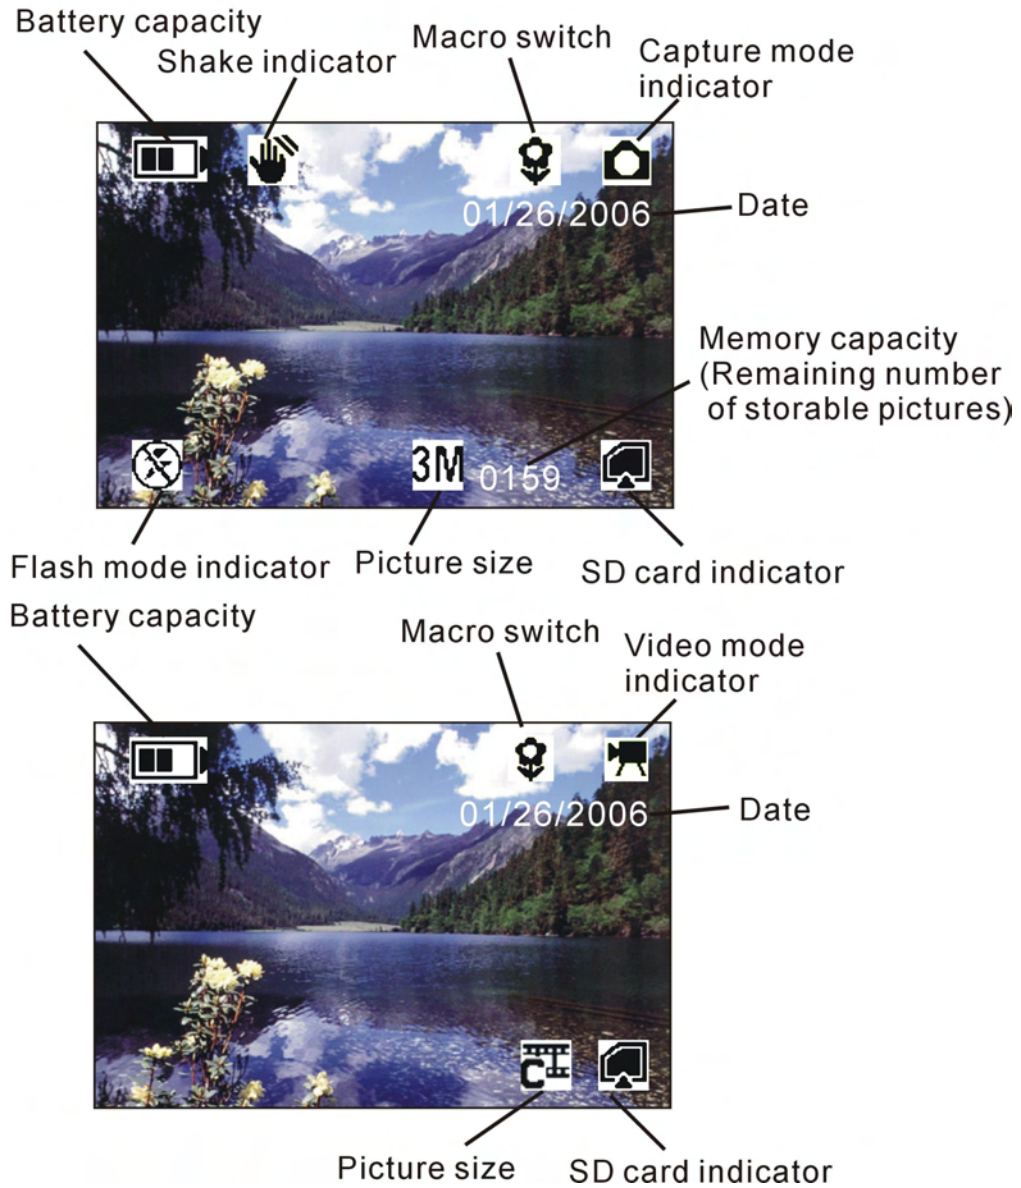 Battery capacity
Shake indicator
Macro switch
Capture mode
indicator
01/26/2006
Date
Memory capacity
(Remaining number
of storable pictures)
3M
0159
Flash mode indicator
Picture size
SD card indicator
Battery capacity
Macro switch
Video mode
indicator
01/26/2006
Date
C
Picture size
SD card indicator